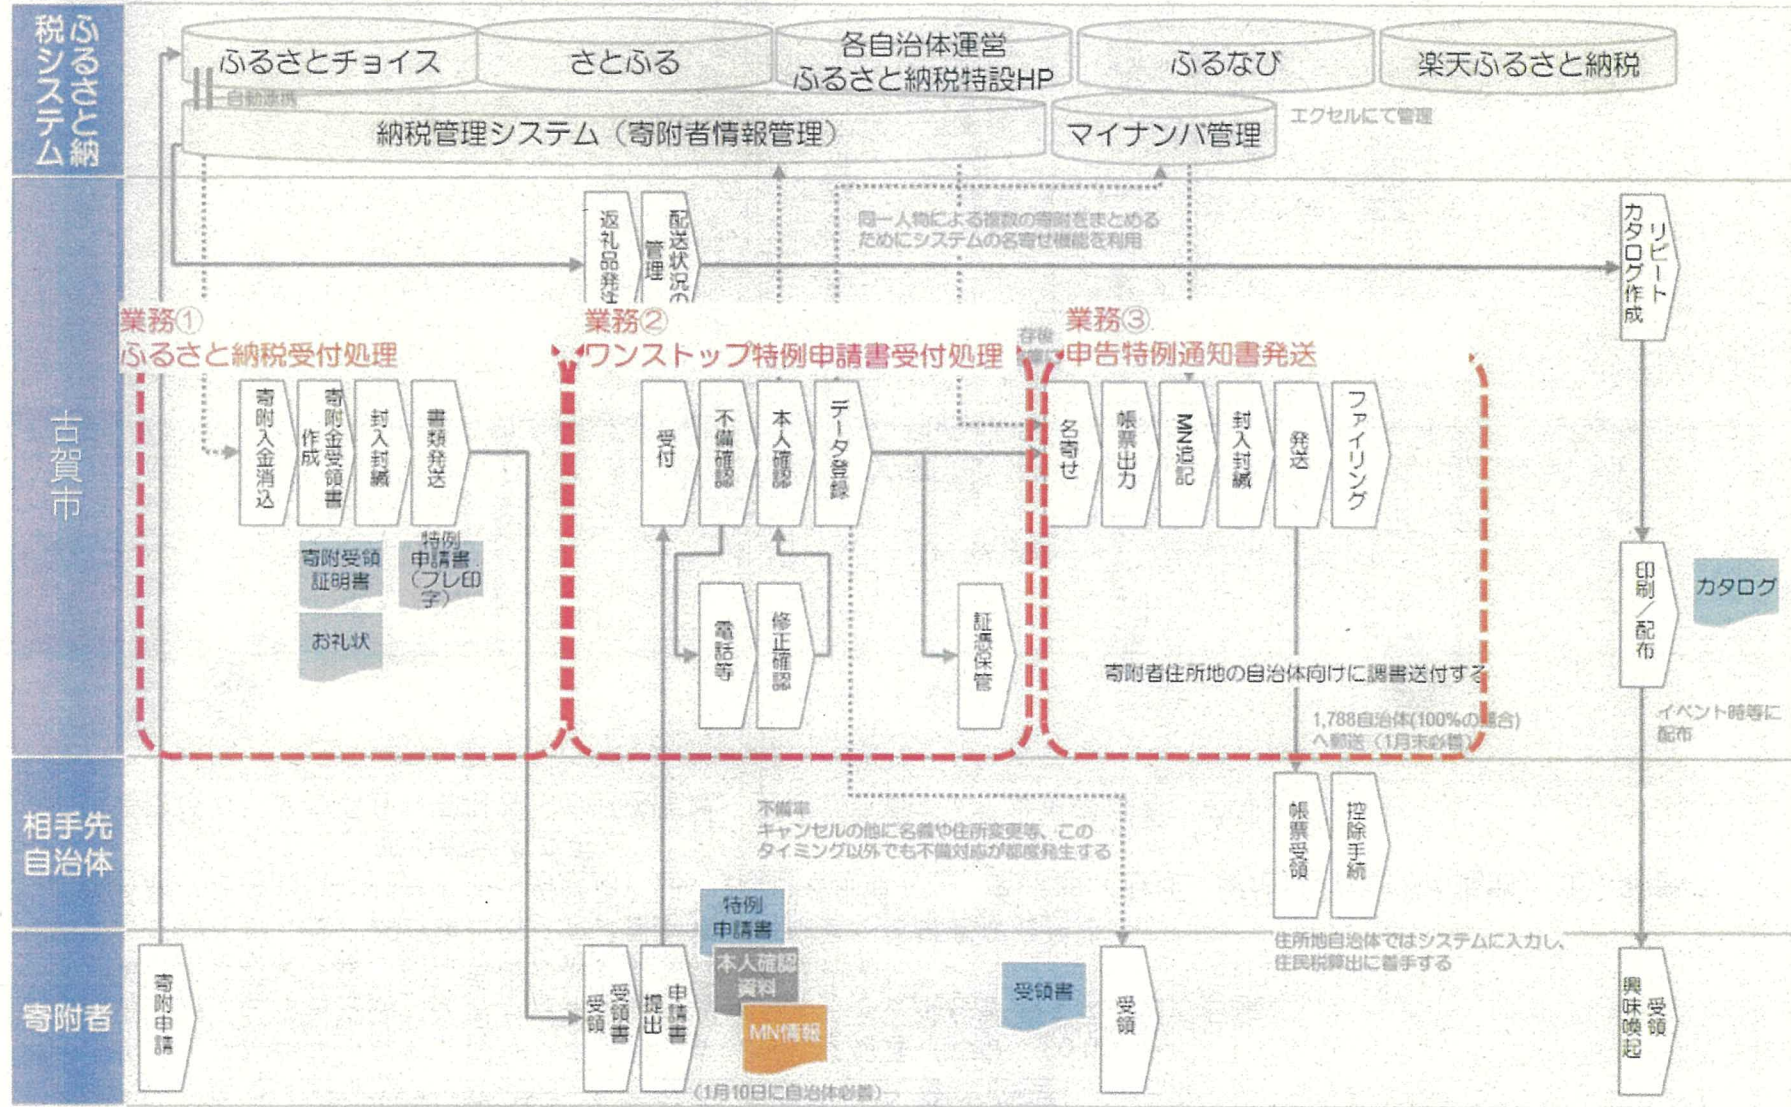 ふるさと納
税システム
ふるさとチョイス
さとふる
各自治体運営
ふるさと納税特設HP
ふるなび
楽天ふるさと納税
自動連携
納税管理システム（寄附者情報管理）
マイナンバ管理
エクセルにて管理
古賀市
返礼品発注
配送状況の
管理
同一人物による複数の寄附をまとめる
ためにシステムの名寄せ機能を利用
リピート
カタログ作成
業務①
ふるさと納税受付処理
業務②
ワンストップ特例申請書受付処理
存後
業務③
申告特例通知書発送
寄附入金消込
寄附金受領書
作成
封入封緘
書類発送
寄附受領
証明書
特例
申請書
（プレ印
字）
お礼状
受付
不備確認
本人確認
データ登録
電話等
修正確認
証憑保管
名寄せ
帳票出力
MN追記
封入封緘
発送
ファイリング
寄附者住所地の自治体向けに調書送付する
1,788自治体(100%の場合)
へ郵送（1月末必着）
印刷／配布
カタログ
イベント時等に
配布
相手先
自治体
不備率
キャンセルの他に名義や住所変更等、この
タイミング以外でも不備対応が都度発生する
帳票受領
控除手続
住所地自治体ではシステムに入力し、
住民税算出に着手する
寄附者
寄附申請
受領書
受領
申請書
提出
特例
申請書
本人確認
資料
MN情報
（1月10日に自治体必着）
受領書
受領
受領
興味喚起